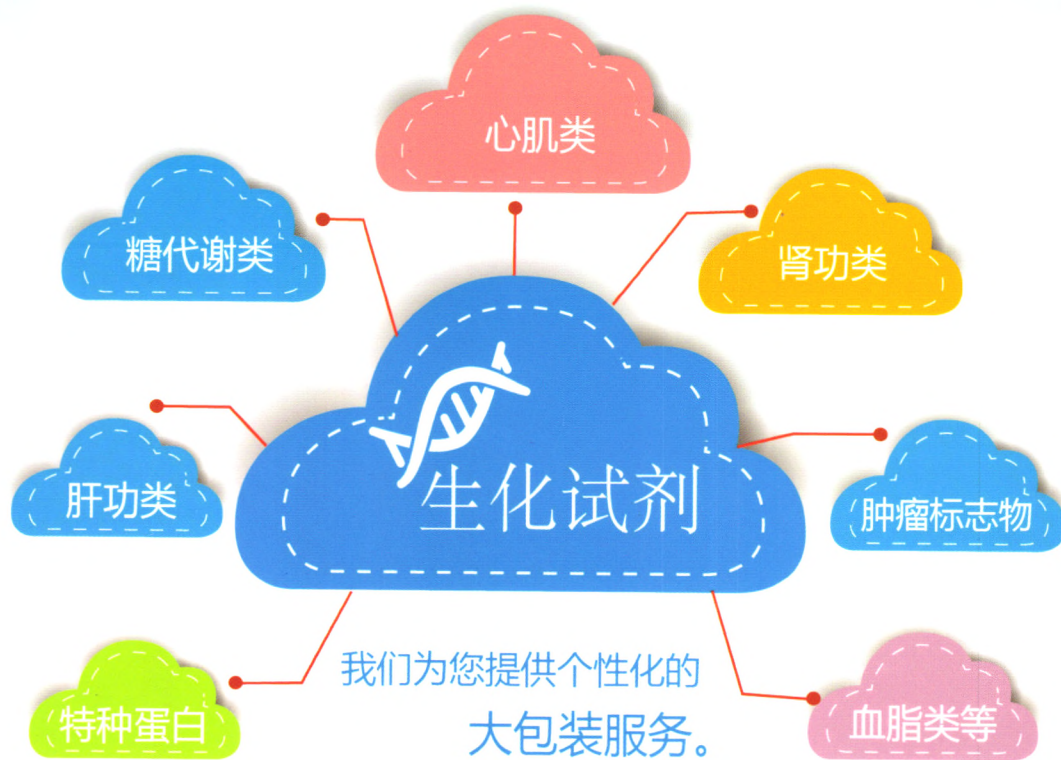 心肌类
糖代谢类
肾功类
生化试剂
肝功类
肿瘤标志物
特种蛋白
我们为您提供个性化的
大包装服务。
血脂类等